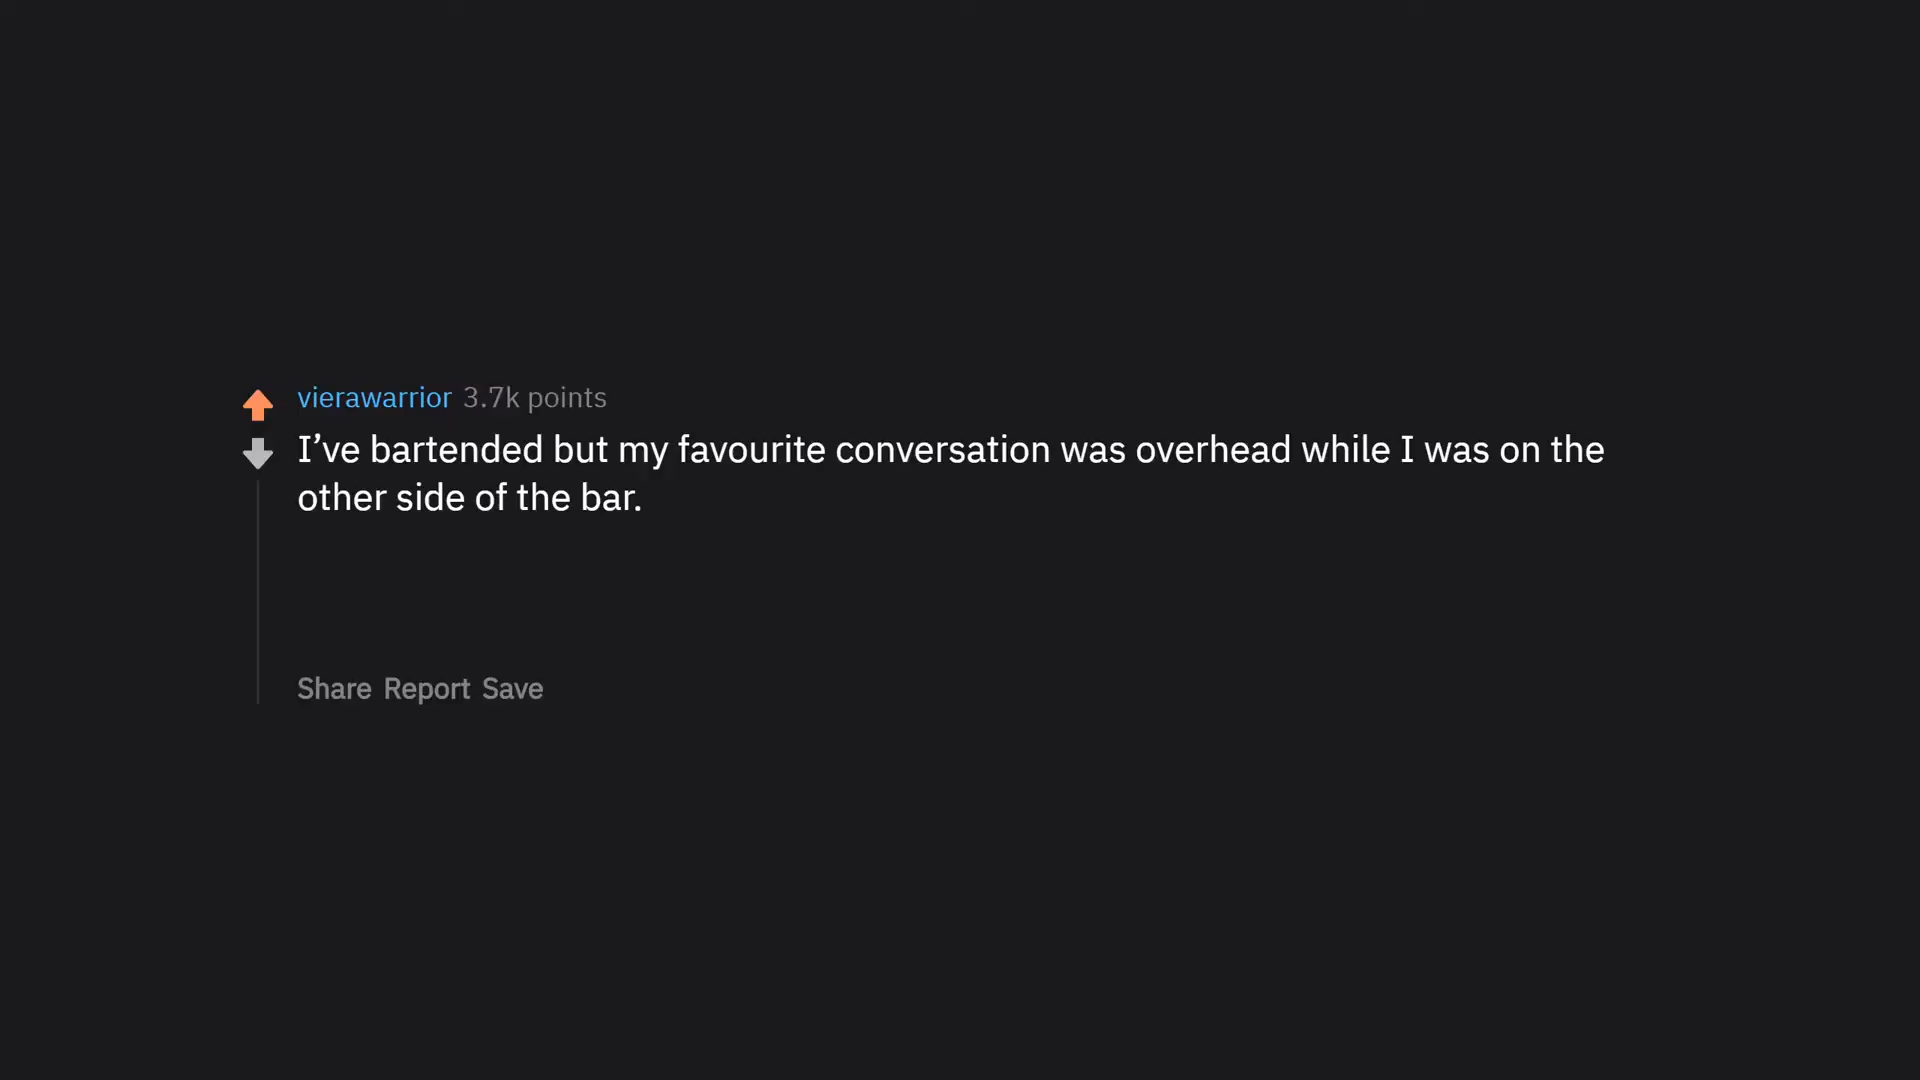 vierawarrior 3.7k points
I’ve bartended but my favourite conversation was overhead while I was on the
other side of the bar.
Share Report Save